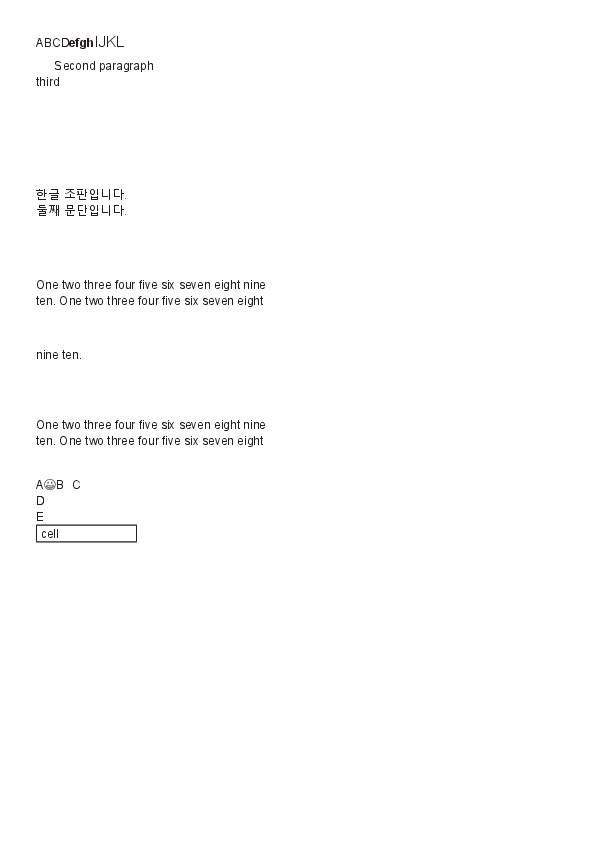 ABCDefghIJKL
Second paragraph
third
한글 조판입니다.
둘째 문단입니다.
One two three four five six seven eight nine
ten. One two three four five six seven eight
nine ten.
One two three four five six seven eight nine
ten. One two three four five six seven eight
A😀B C
D
E
cell